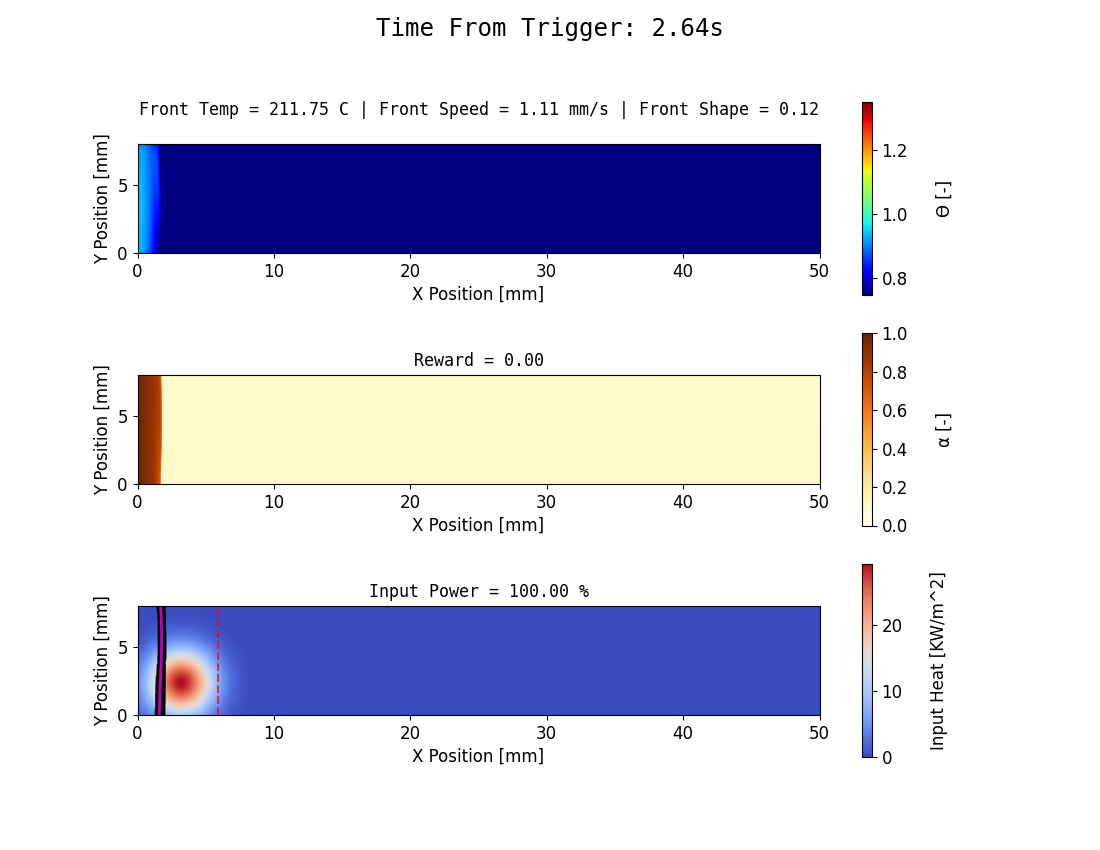 Time From Trigger: 2.64s
Front Temp = 211.75 C | Front Speed = 1.11 mm/s | Front Shape = 0.12
Y Position [mm]
5
0
0 10 20 30 40 50
X Position [mm]
1.2
1.0
0.8
Θ [-]
Reward = 0.00
Y Position [mm]
5
0
0 10 20 30 40 50
X Position [mm]
1.0
0.8
0.6
0.4
0.2
0.0
α [-]
Input Power = 100.00 %
Y Position [mm]
5
0
0 10 20 30 40 50
X Position [mm]
20
10
0
Input Heat [KW/m^2]